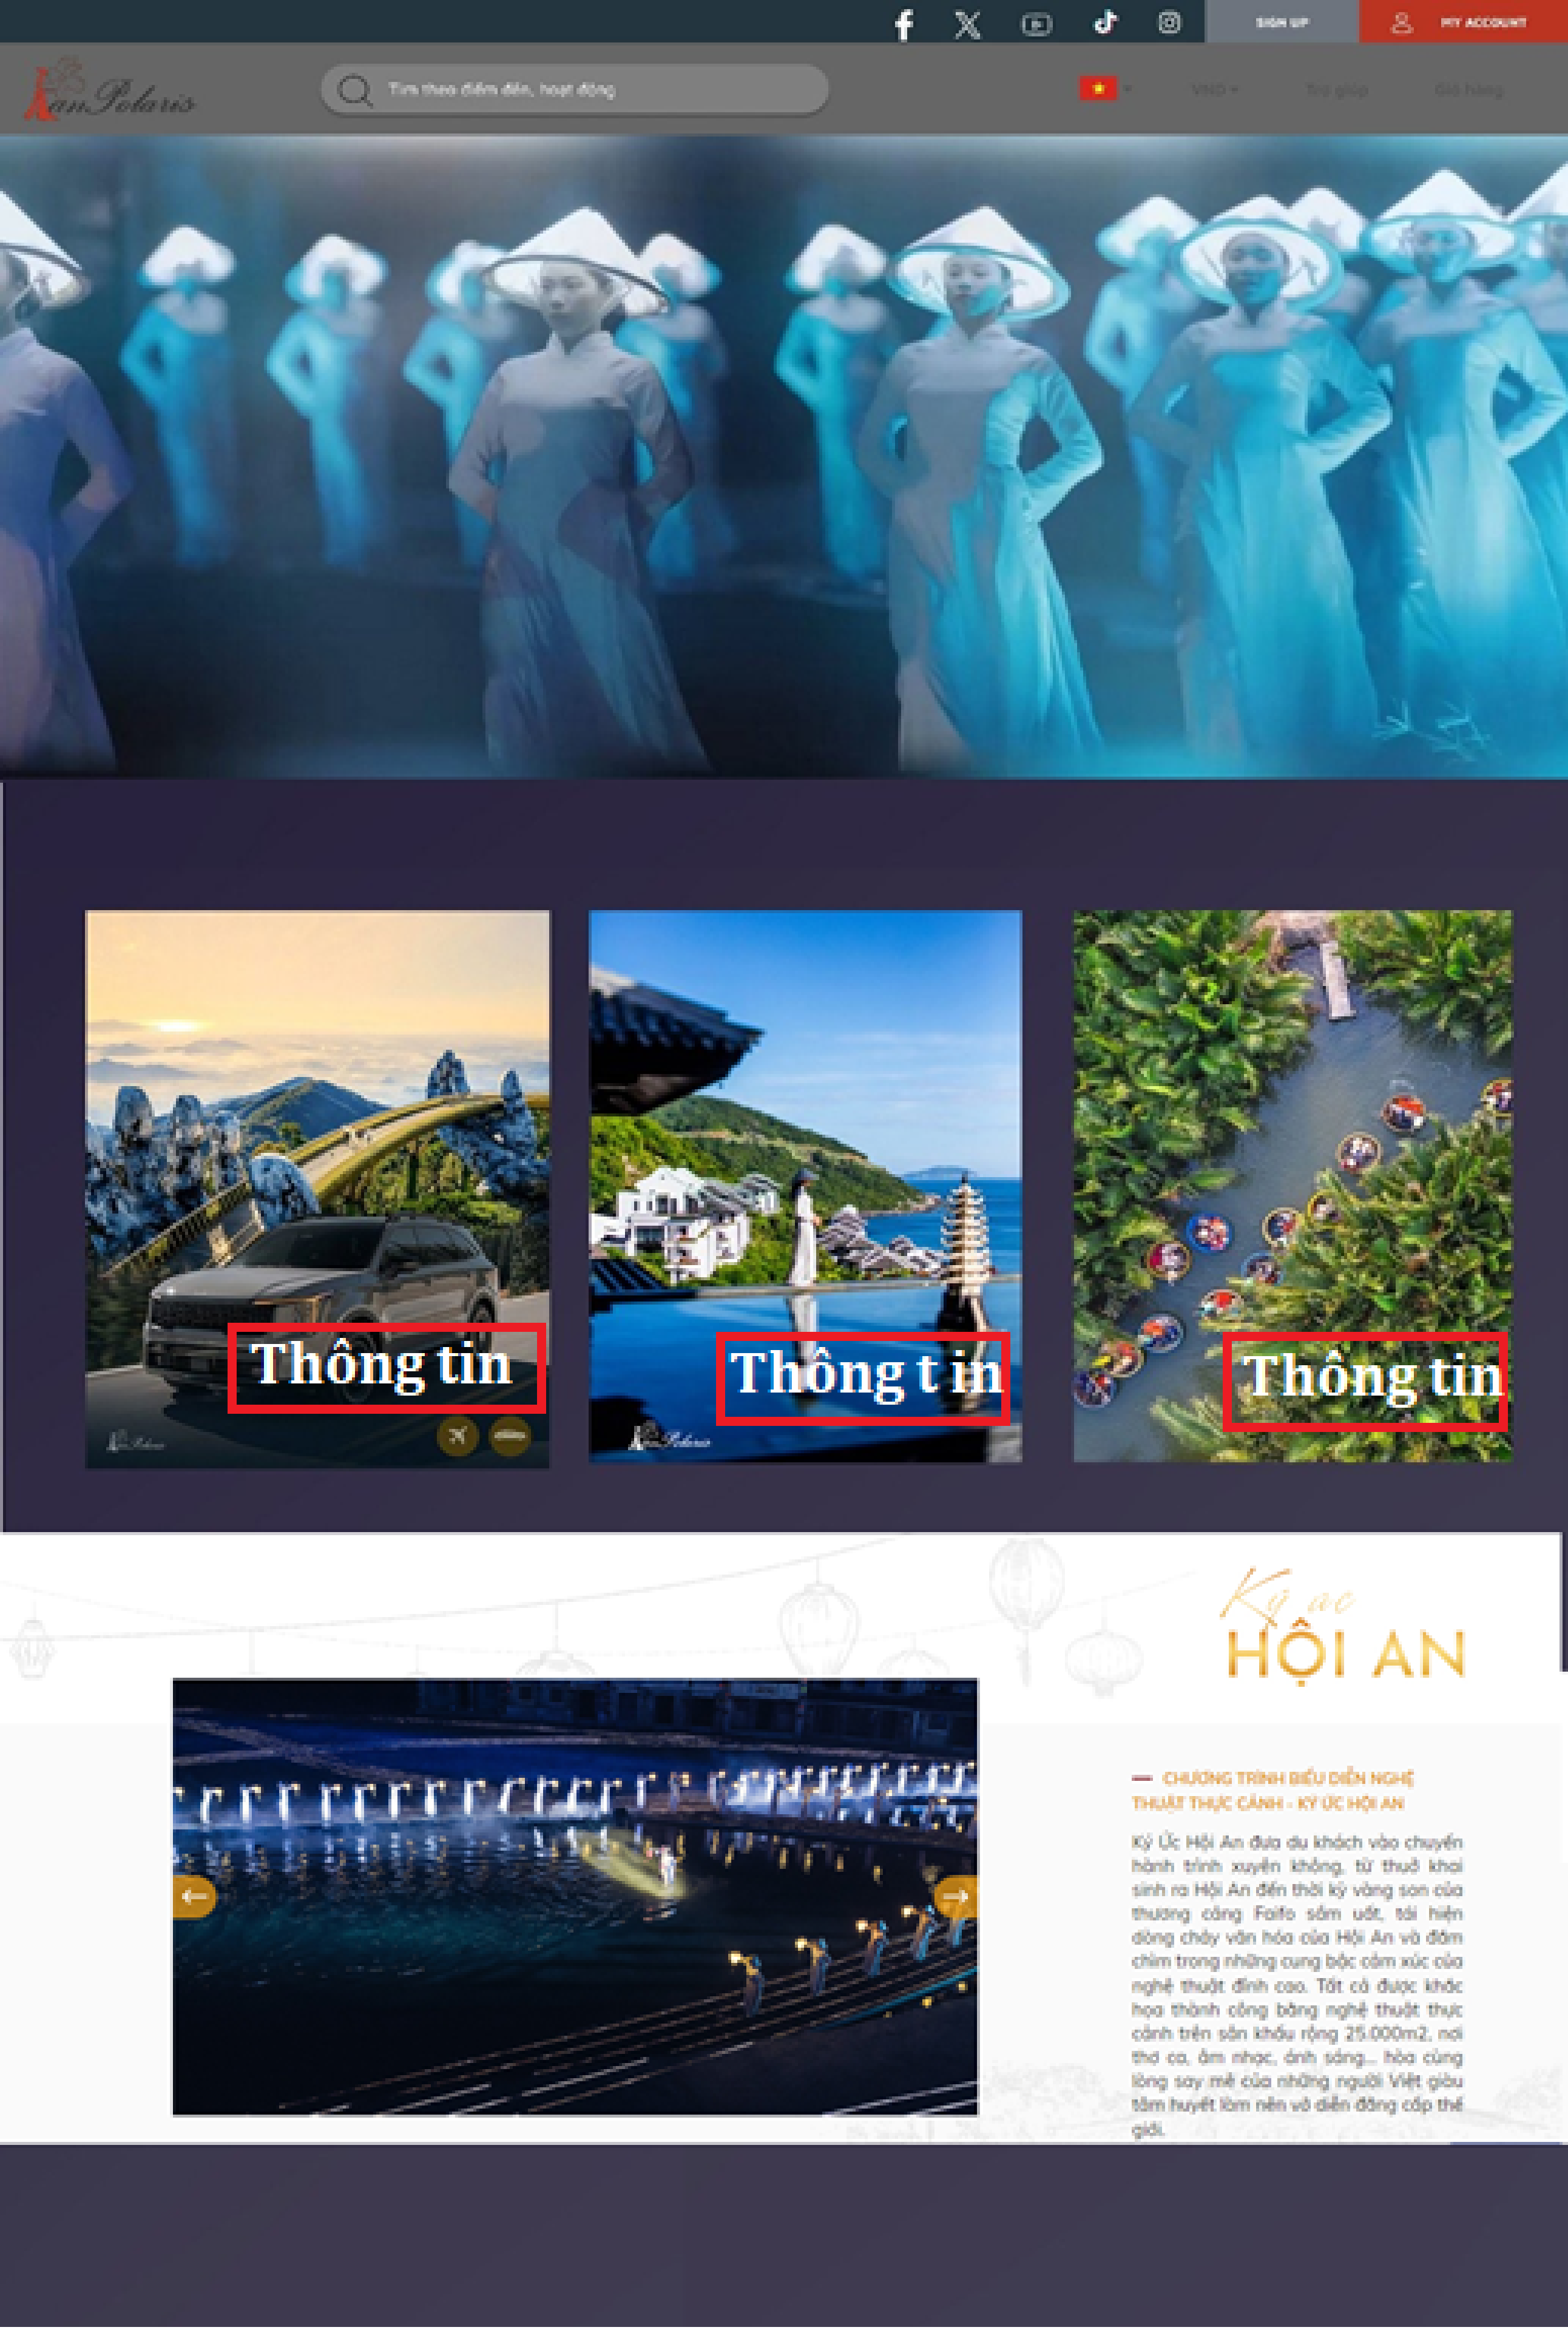 SIGN UP
MY ACCOUNT
an Polaris
Tìm theo điểm đến, hoạt động
VND
Trợ giúp
Giỏ hàng
Thông tin
Thông t in
Thông tin
an Polaris
an Polaris
Ký ức
HỘI AN
CHƯƠNG TRÌNH BIỂU DIỄN NGHỆ
THUẬT THỰC CẢNH - KÝ ỨC HỘI AN
Ký Ức Hội An đưa du khách vào chuyến
hành trình xuyên không, từ thuở khai
sinh ra Hội An đến thời kỳ vàng son của
thương cảng Faifo sầm uất, tái hiện
dòng chảy văn hóa của Hội An và đắm
chìm trong những cung bậc cảm xúc của
nghệ thuật đỉnh cao. Tất cả được khắc
họa thành công bằng nghệ thuật thực
cảnh trên sân khấu rộng 25.000m2, nơi
thơ ca, âm nhạc, ánh sáng... hòa cùng
lòng say mê của những người Việt giàu
tâm huyết làm nên vở diễn đẳng cấp thế
giới.